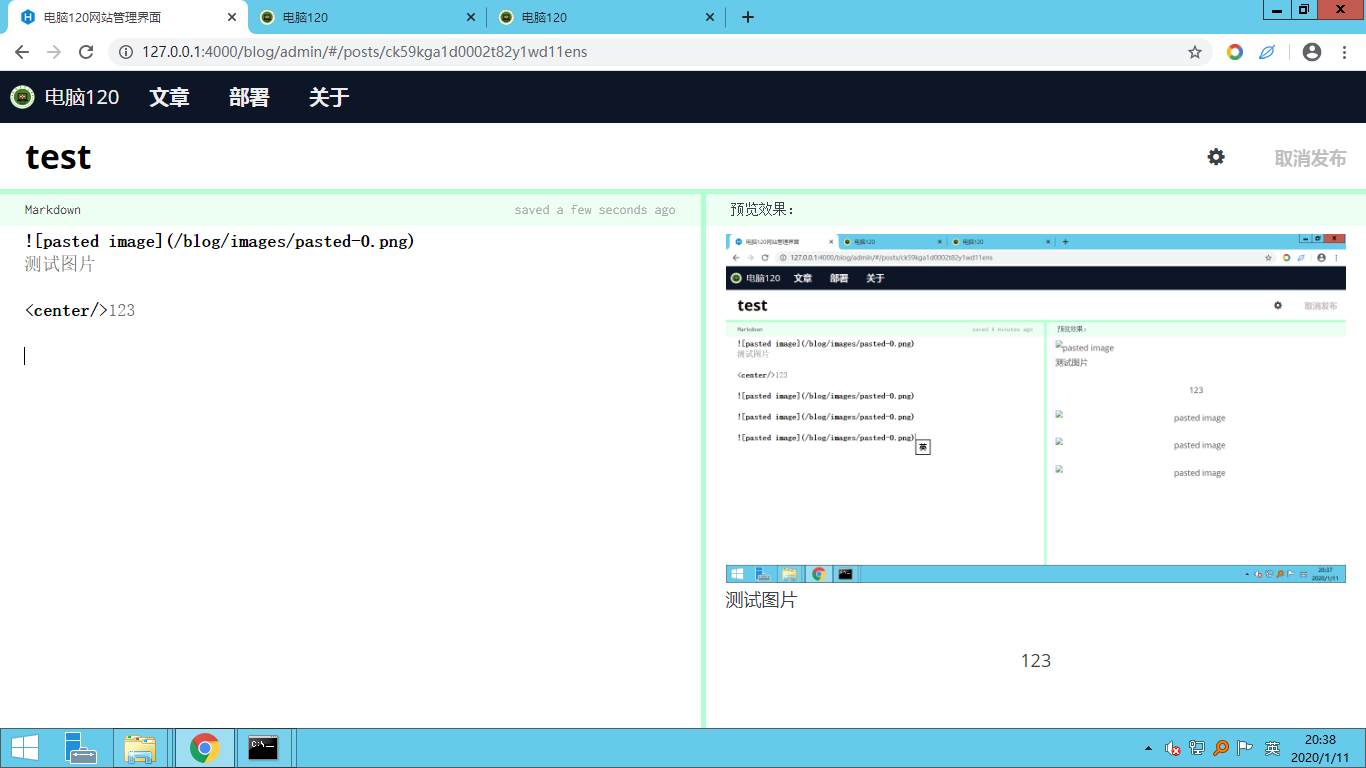 电脑120网站管理界面
电脑120
电脑120
127.0.0.1:4000/blog/admin/#/posts/ck59kga1d0002t82y1wd11ens
电脑120 文章 部署 关于
test
取消发布
Markdown
saved a few seconds ago
预览效果：
![pasted image](/blog/images/pasted-0.png)
测试图片
<center/>123
电脑120网站管理界面
电脑120
电脑120
127.0.0.1:4000/blog/admin/#/posts/ck59kga1d0002t82y1wd11ens
电脑120 文章 部署 关于
test
取消发布
Markdown
saved 4 minutes ago
预览效果：
![pasted image](/blog/images/pasted-0.png)
测试图片
<center/>123
![pasted image](/blog/images/pasted-0.png)
![pasted image](/blog/images/pasted-0.png)
![pasted image](/blog/images/pasted-0.png)
英
pasted image
测试图片
123
pasted image
pasted image
pasted image
20:37
2020/1/11
测试图片
123
英
20:38
2020/1/11